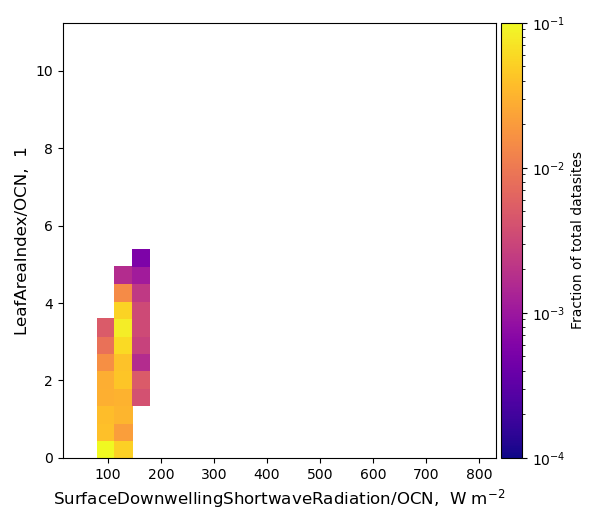 10
8
6
4
2
0
100 200 300 400 500 600 700 800
LeafAreaIndex/OCN, 1
SurfaceDownwellingShortwaveRadiation/OCN, W m⁻²
10⁻¹
10⁻²
10⁻³
10⁻⁴
Fraction of total datasites